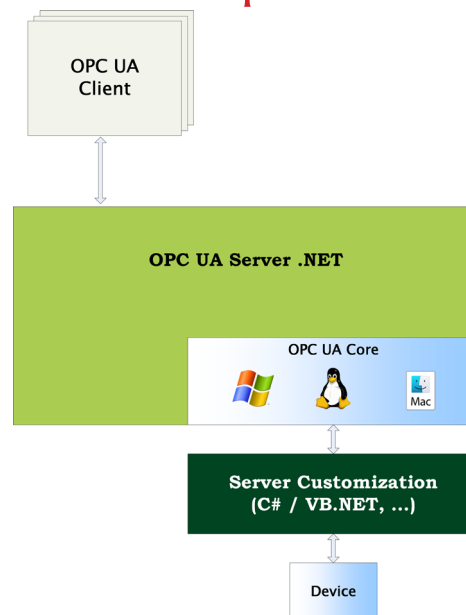 OPC UA
Client
OPC UA Server .NET
OPC UA Core
Mac
Server Customization
(C# / VB.NET, ...)
Device